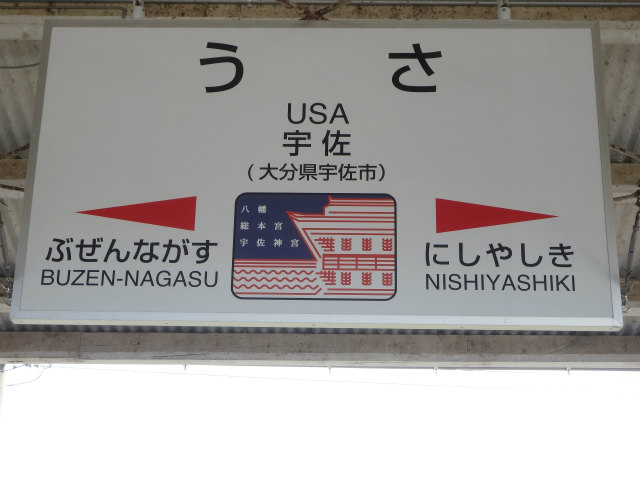 うさ
USA
宇佐
(大分県宇佐市)
ぶぜんながす
BUZEN-NAGASU
八幡
総本宮
宇佐神宮
にしやしき
NISHIYASHIKI